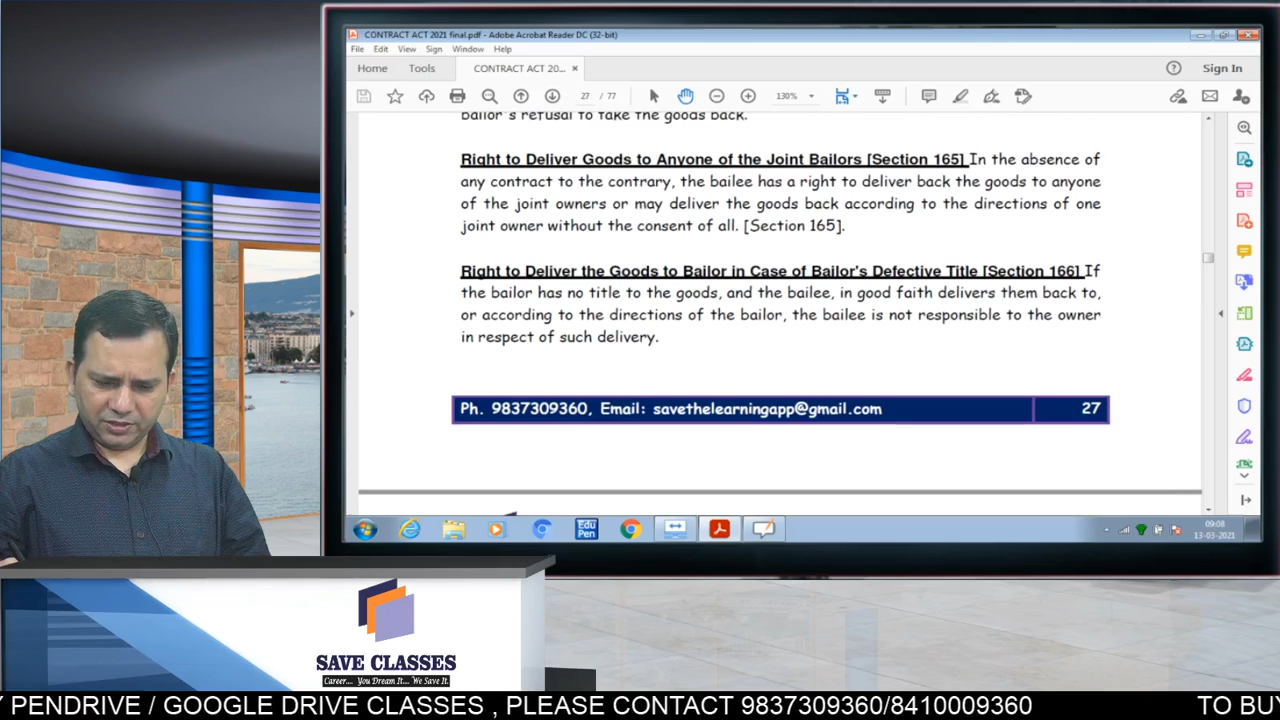 CONTRACT ACT 2021 final.pdf - Adobe Acrobat Reader DC (32-bit)
File Edit View Sign Window Help
Home Tools CONTRACT ACT 20... × Sign In
27 / 77 130%
bailor's refusal to take the goods back.
Right to Deliver Goods to Anyone of the Joint Bailors [Section 165] In the absence of
any contract to the contrary, the bailee has a right to deliver back the goods to anyone
of the joint owners or may deliver the goods back according to the directions of one
joint owner without the consent of all. [Section 165].
Right to Deliver the Goods to Bailor in Case of Bailor's Defective Title [Section 166] If
the bailor has no title to the goods, and the bailee, in good faith delivers them back to,
or according to the directions of the bailor, the bailee is not responsible to the owner
in respect of such delivery.
Ph. 9837309360, Email: savethelearningapp@gmail.com 27
Edu
Pen
09:08
13-03-2021
SAVE CLASSES
Career.... You Dream It... We Save It.
Y PENDRIVE / GOOGLE DRIVE CLASSES , PLEASE CONTACT 9837309360/8410009360 TO BU